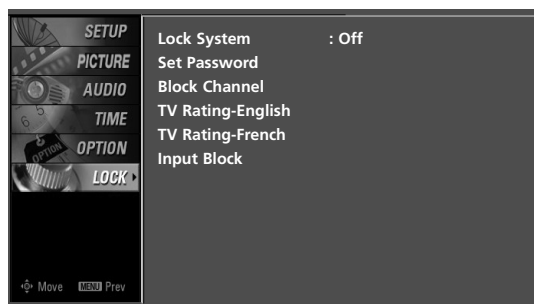 SETUP
PICTURE
AUDIO
TIME
OPTION
LOCK
Lock System : Off
Set Password
Block Channel
TV Rating-English
TV Rating-French
Input Block
Move MENU Prev